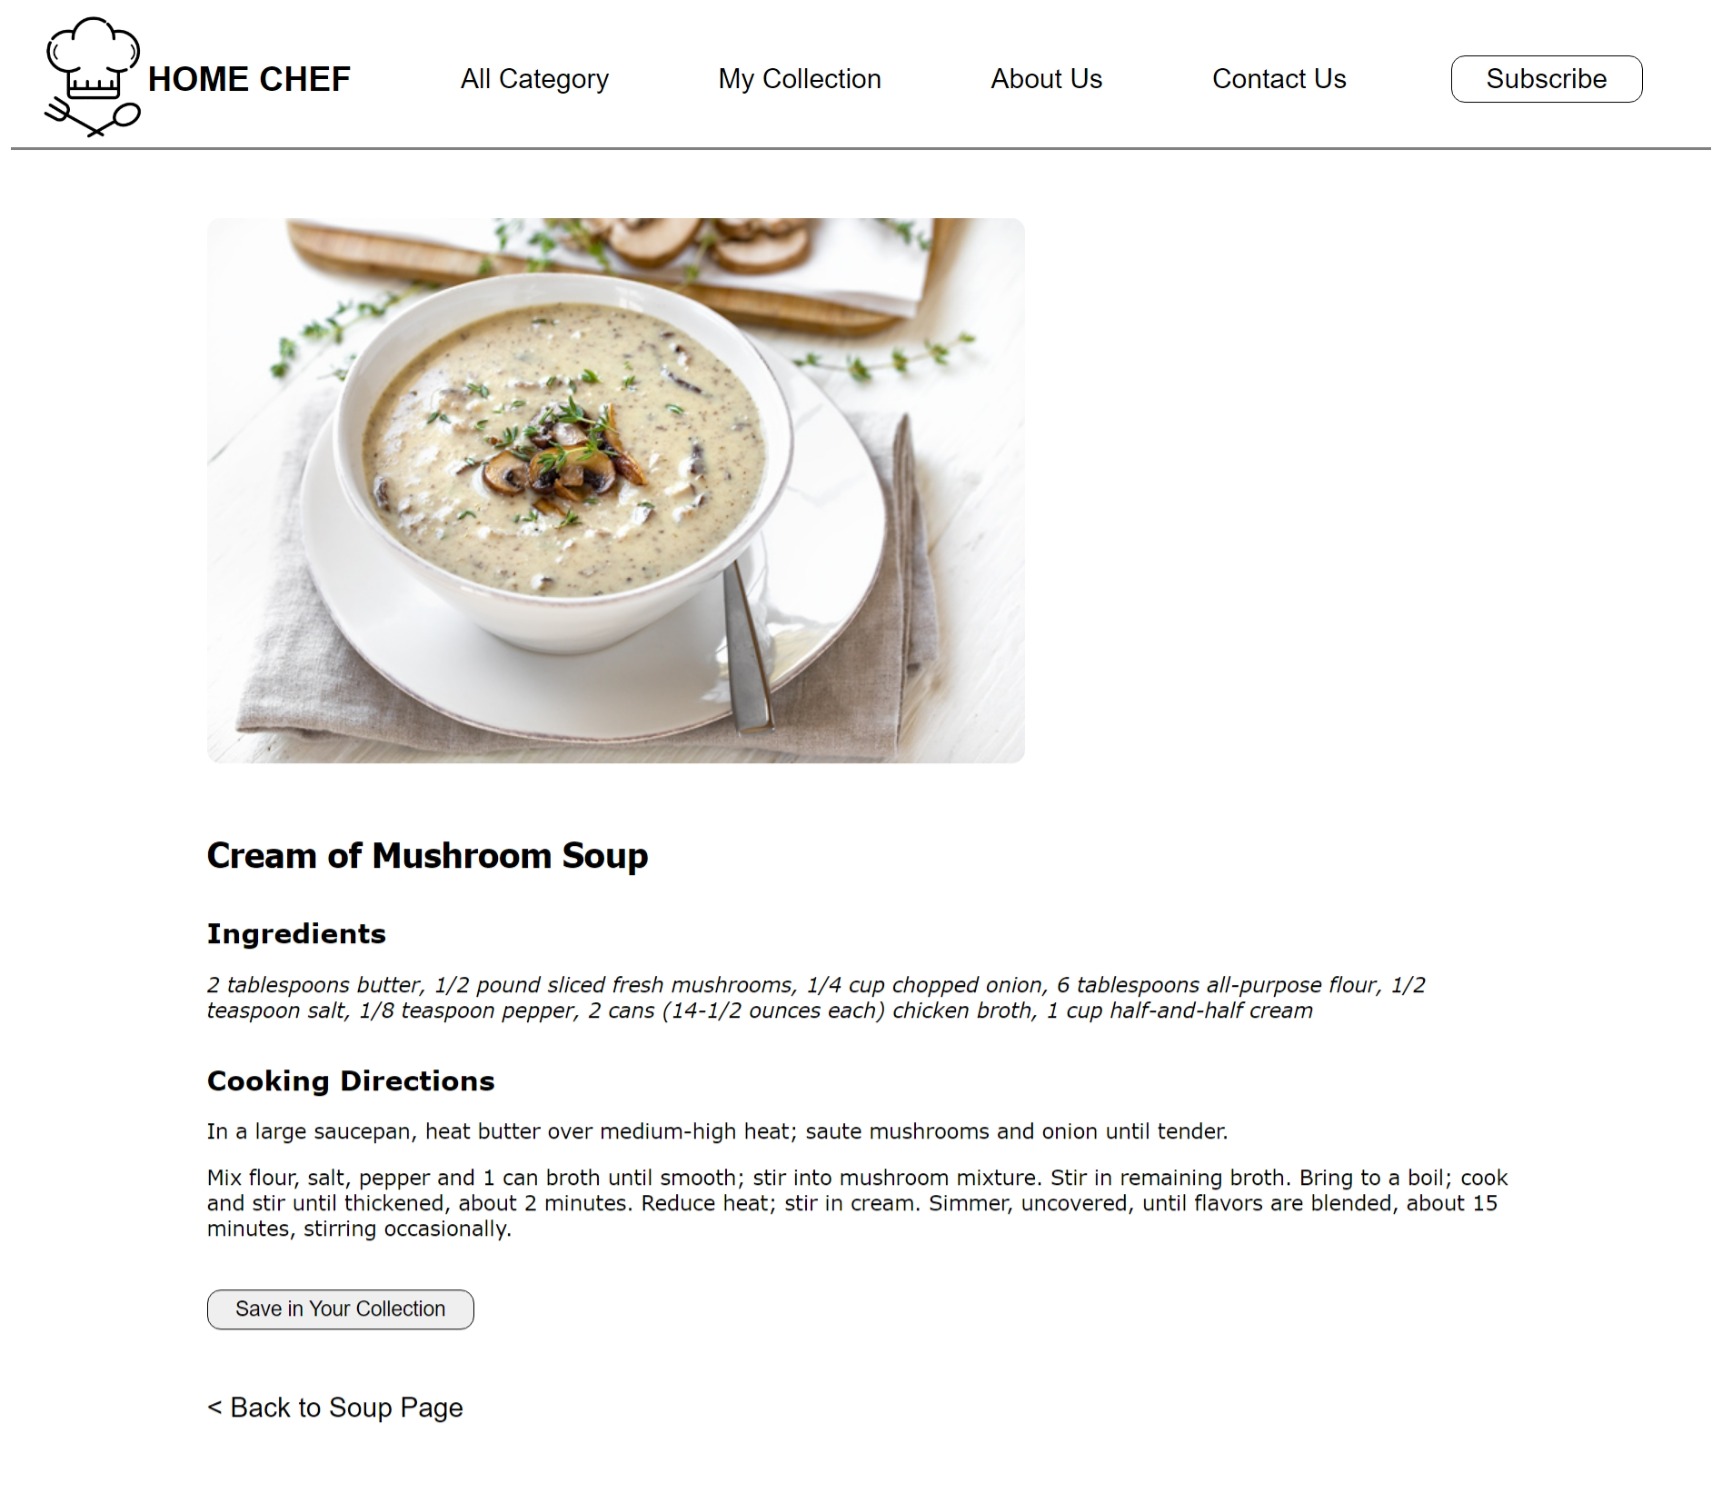 HOME CHEF
All Category
My Collection
About Us
Contact Us
Subscribe
Cream of Mushroom Soup
Ingredients
2 tablespoons butter, 1/2 pound sliced fresh mushrooms, 1/4 cup chopped onion, 6 tablespoons all-purpose flour, 1/2
teaspoon salt, 1/8 teaspoon pepper, 2 cans (14-1/2 ounces each) chicken broth, 1 cup half-and-half cream
Cooking Directions
In a large saucepan, heat butter over medium-high heat; saute mushrooms and onion until tender.
Mix flour, salt, pepper and 1 can broth until smooth; stir into mushroom mixture. Stir in remaining broth. Bring to a boil; cook
and stir until thickened, about 2 minutes. Reduce heat; stir in cream. Simmer, uncovered, until flavors are blended, about 15
minutes, stirring occasionally.
Save in Your Collection
< Back to Soup Page